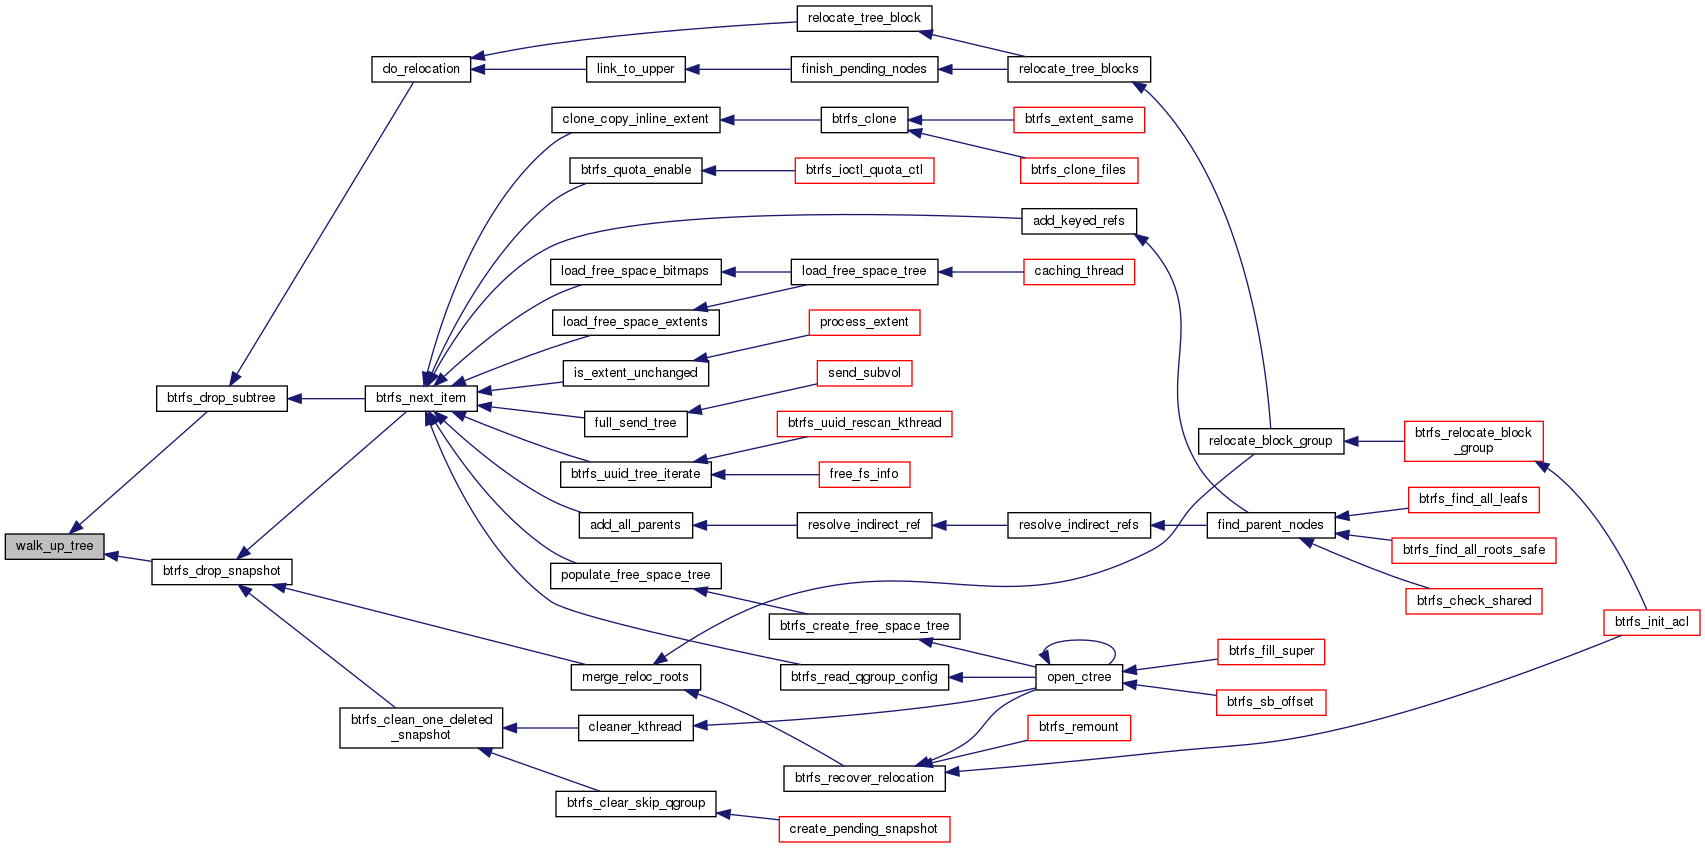 relocate_tree_block
do_relocation
link_to_upper
finish_pending_nodes
relocate_tree_blocks
clone_copy_inline_extent
btrfs_clone
btrfs_extent_same
btrfs_quota_enable
btrfs_ioctl_quota_ctl
btrfs_clone_files
add_keyed_refs
load_free_space_bitmaps
load_free_space_tree
caching_thread
load_free_space_extents
process_extent
is_extent_unchanged
send_subvol
btrfs_drop_subtree
btrfs_next_item
full_send_tree
btrfs_uuid_rescan_kthread
relocate_block_group
btrfs_relocate_block
_group
btrfs_uuid_tree_iterate
free_fs_info
btrfs_find_all_leafs
walk_up_tree
add_all_parents
resolve_indirect_ref
resolve_indirect_refs
find_parent_nodes
btrfs_find_all_roots_safe
btrfs_drop_snapshot
populate_free_space_tree
btrfs_check_shared
btrfs_create_free_space_tree
btrfs_init_acl
btrfs_fill_super
merge_reloc_roots
btrfs_read_qgroup_config
open_ctree
btrfs_sb_offset
btrfs_clean_one_deleted
_snapshot
cleaner_kthread
btrfs_remount
btrfs_recover_relocation
btrfs_clear_skip_qgroup
create_pending_snapshot